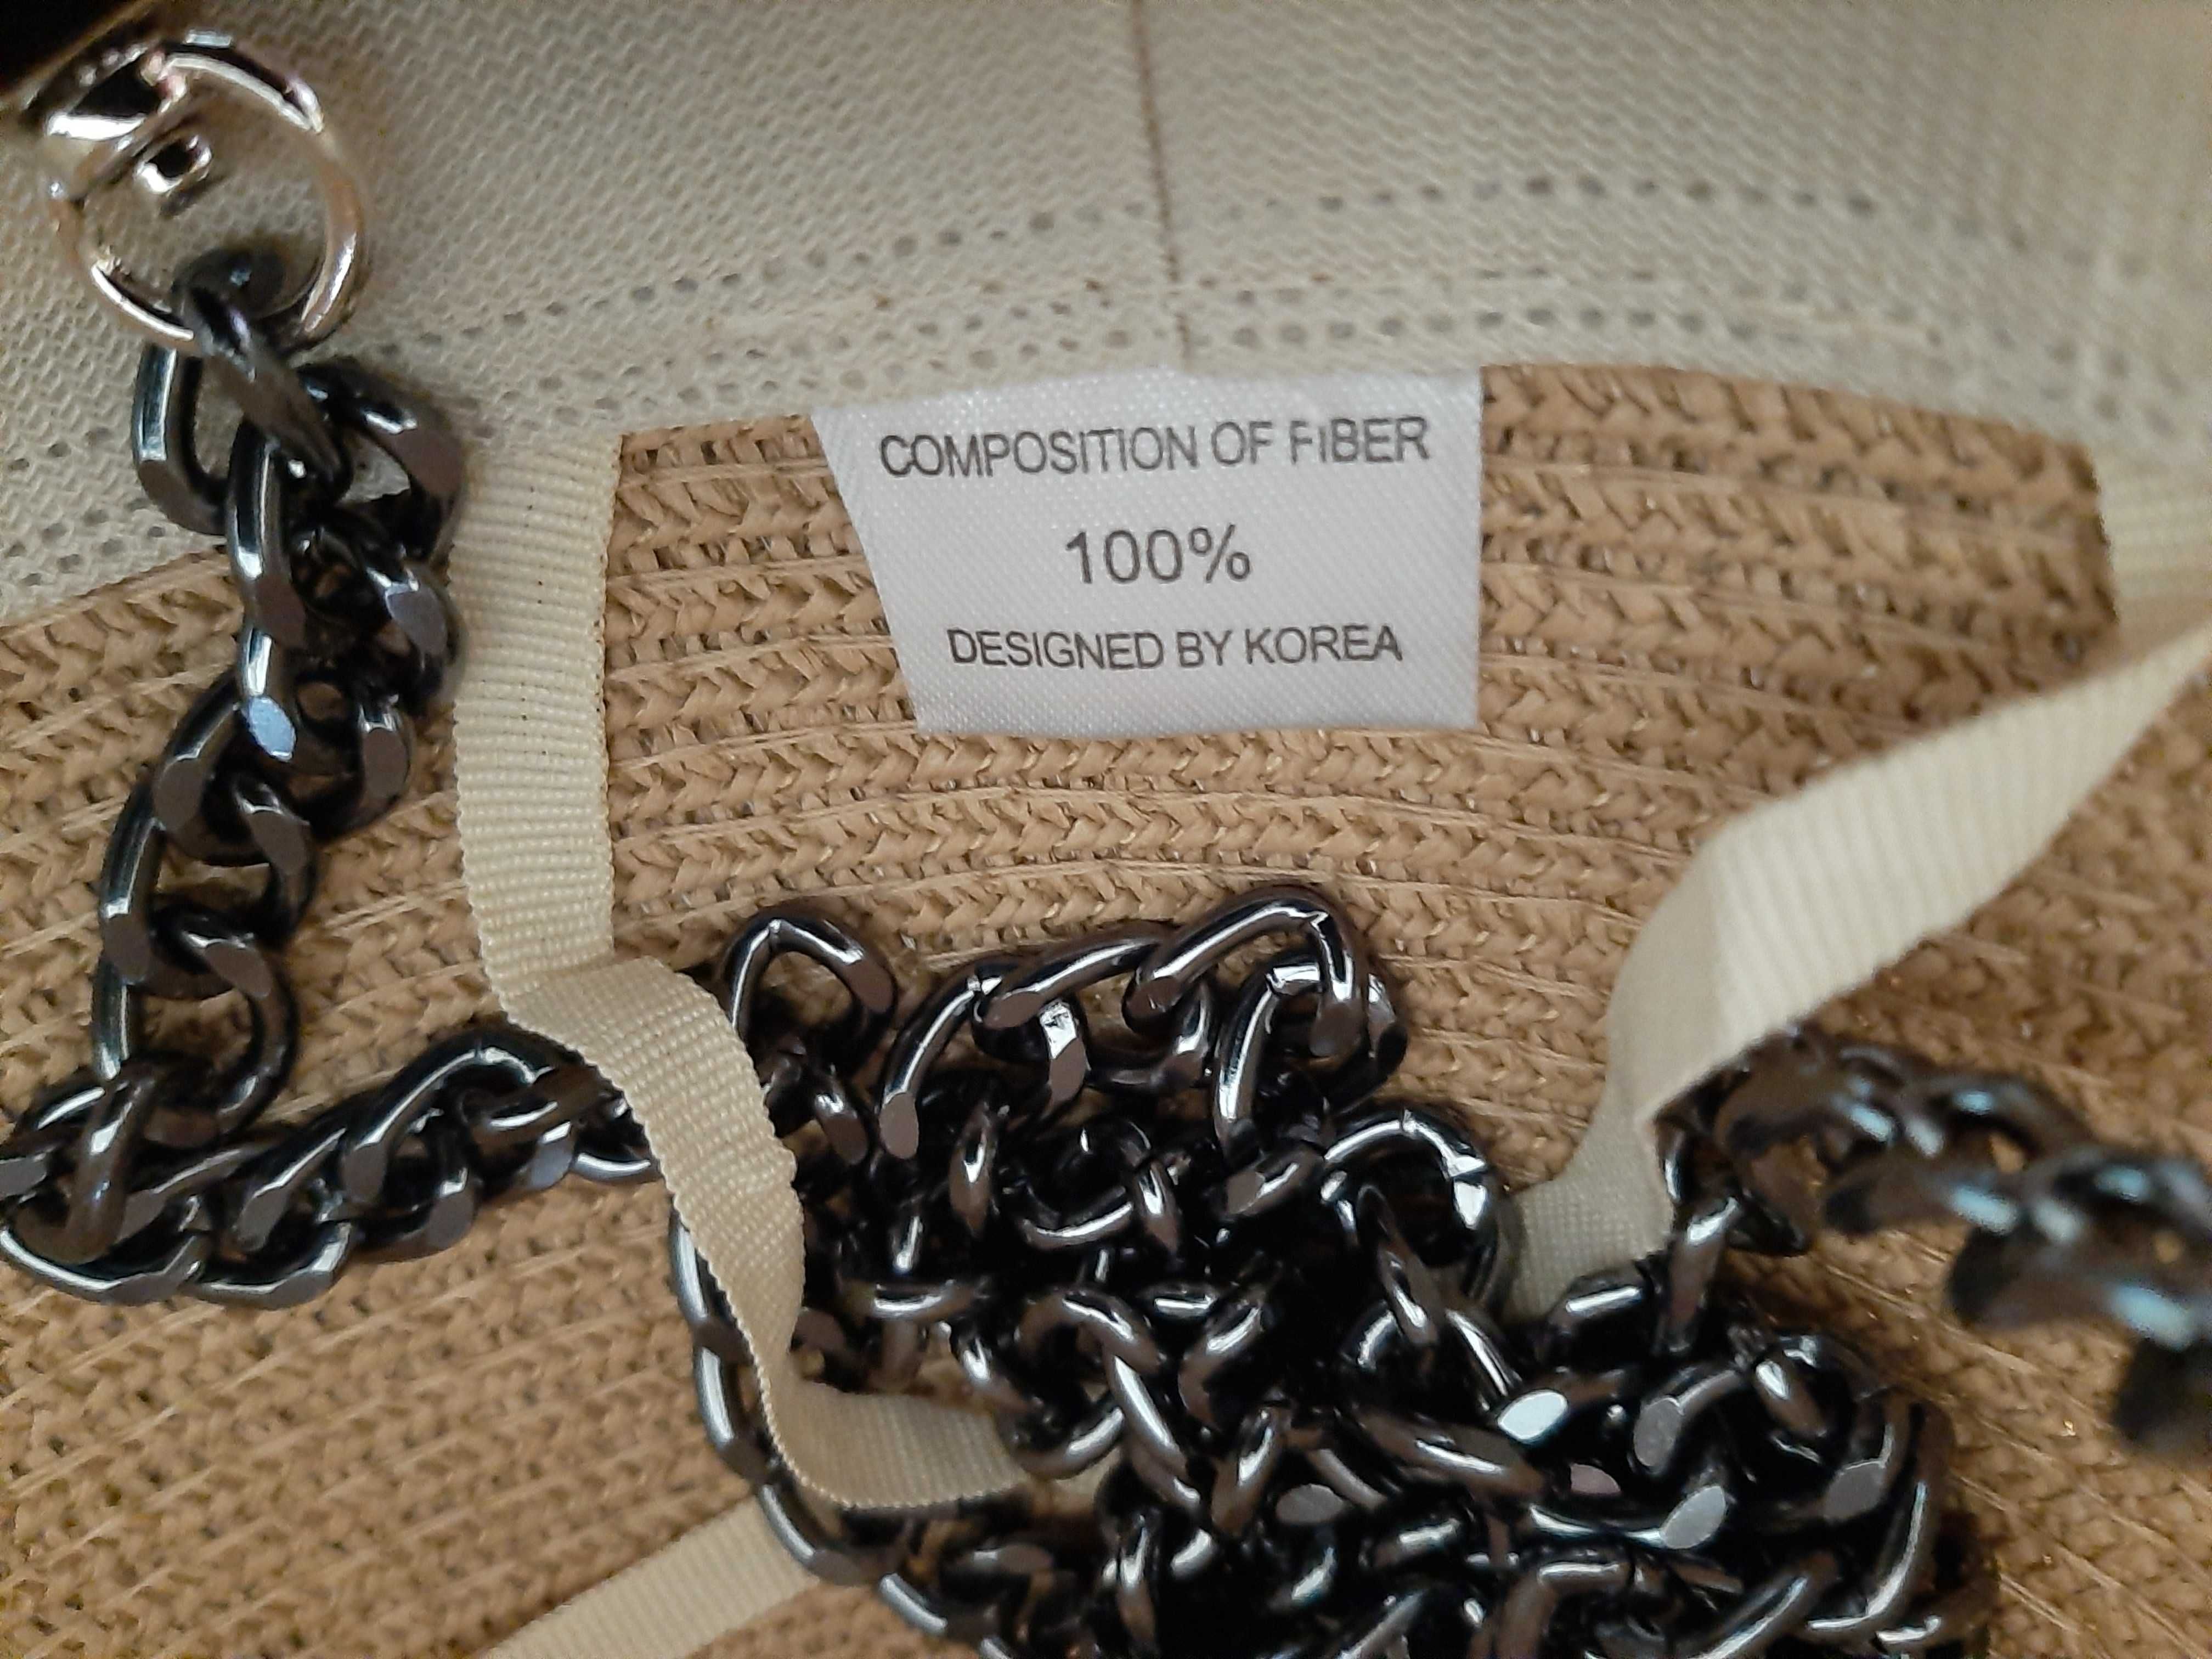 COMPOSITION OF FIBER
100%
DESIGNED BY KOREA